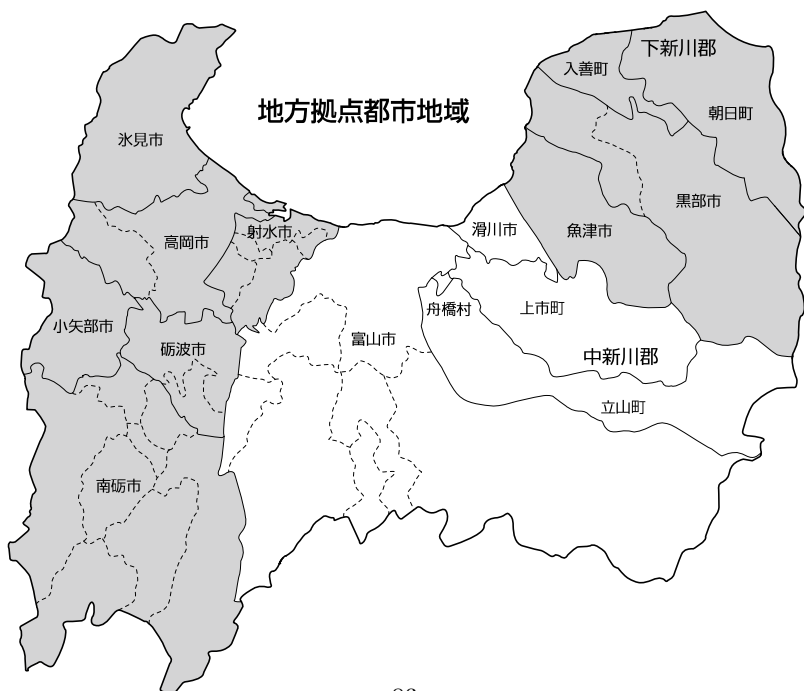 地方拠点都市地域
下新川郡
入善町
朝日町
氷見市
黒部市
滑川市
魚津市
射水市
高岡市
舟橋村
上市町
小矢部市
富山市
砺波市
中新川郡
立山町
南砺市